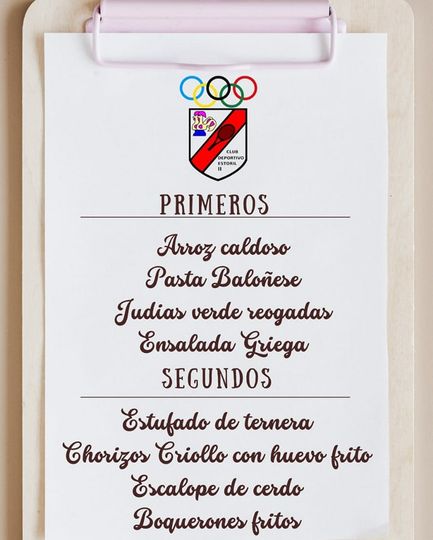 CLUB
DEPORTIVO
ESTORIL
II
PRIMEROS
Arroz caldoso
Pasta Baloñese
Judias verde reogadas
Ensalada Griega
SEGUNDOS
Estufado de ternera
Chorizos Criollo con huevo frito
Escalope de cerdo
Boquerones fritos